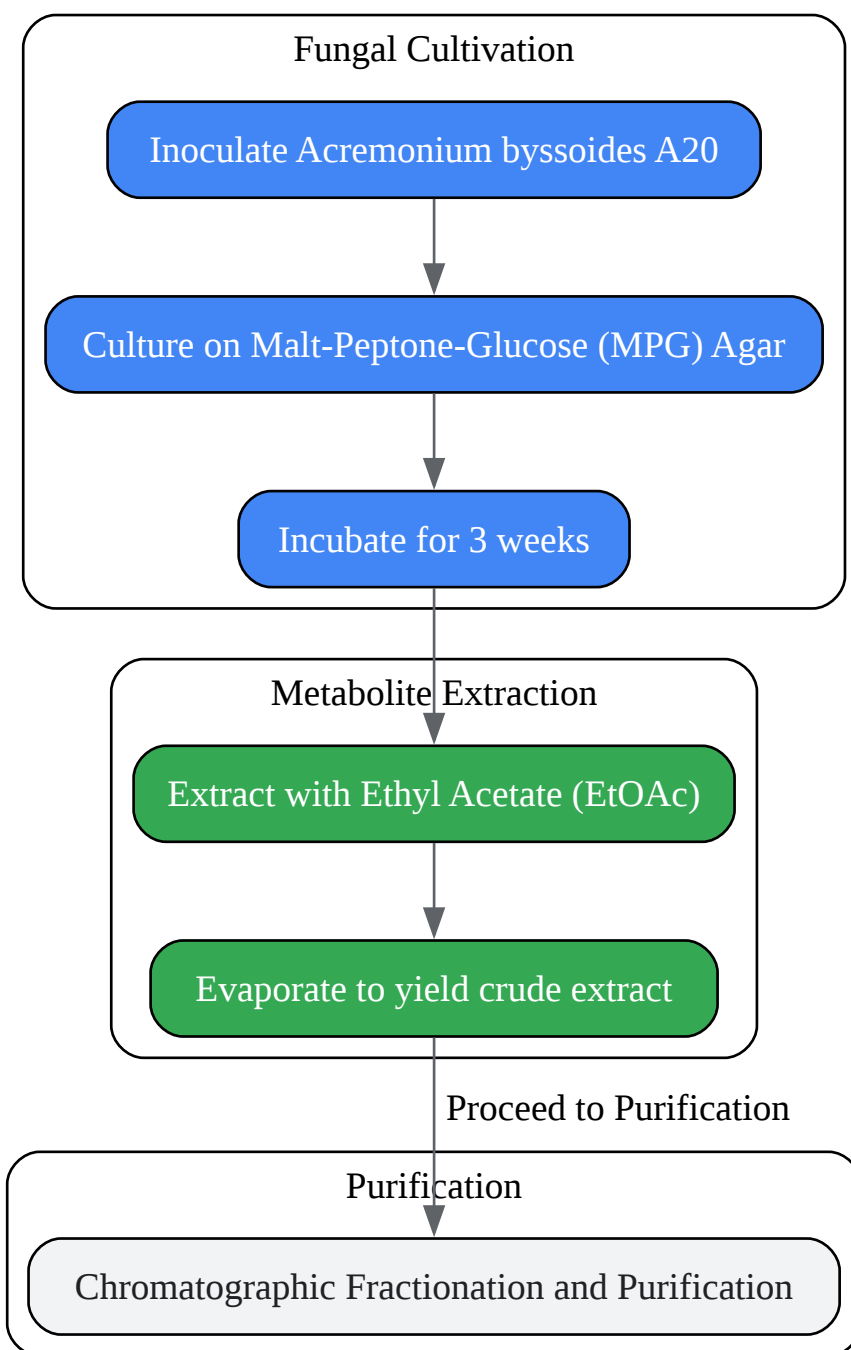 Fungal Cultivation
Inoculate Acremonium byssoides A20
Culture on Malt-Peptone-Glucose (MPG) Agar
Incubate for 3 weeks
Metabolite Extraction
Extract with Ethyl Acetate (EtOAc)
Evaporate to yield crude extract
Proceed to Purification
Purification
Chromatographic Fractionation and Purification